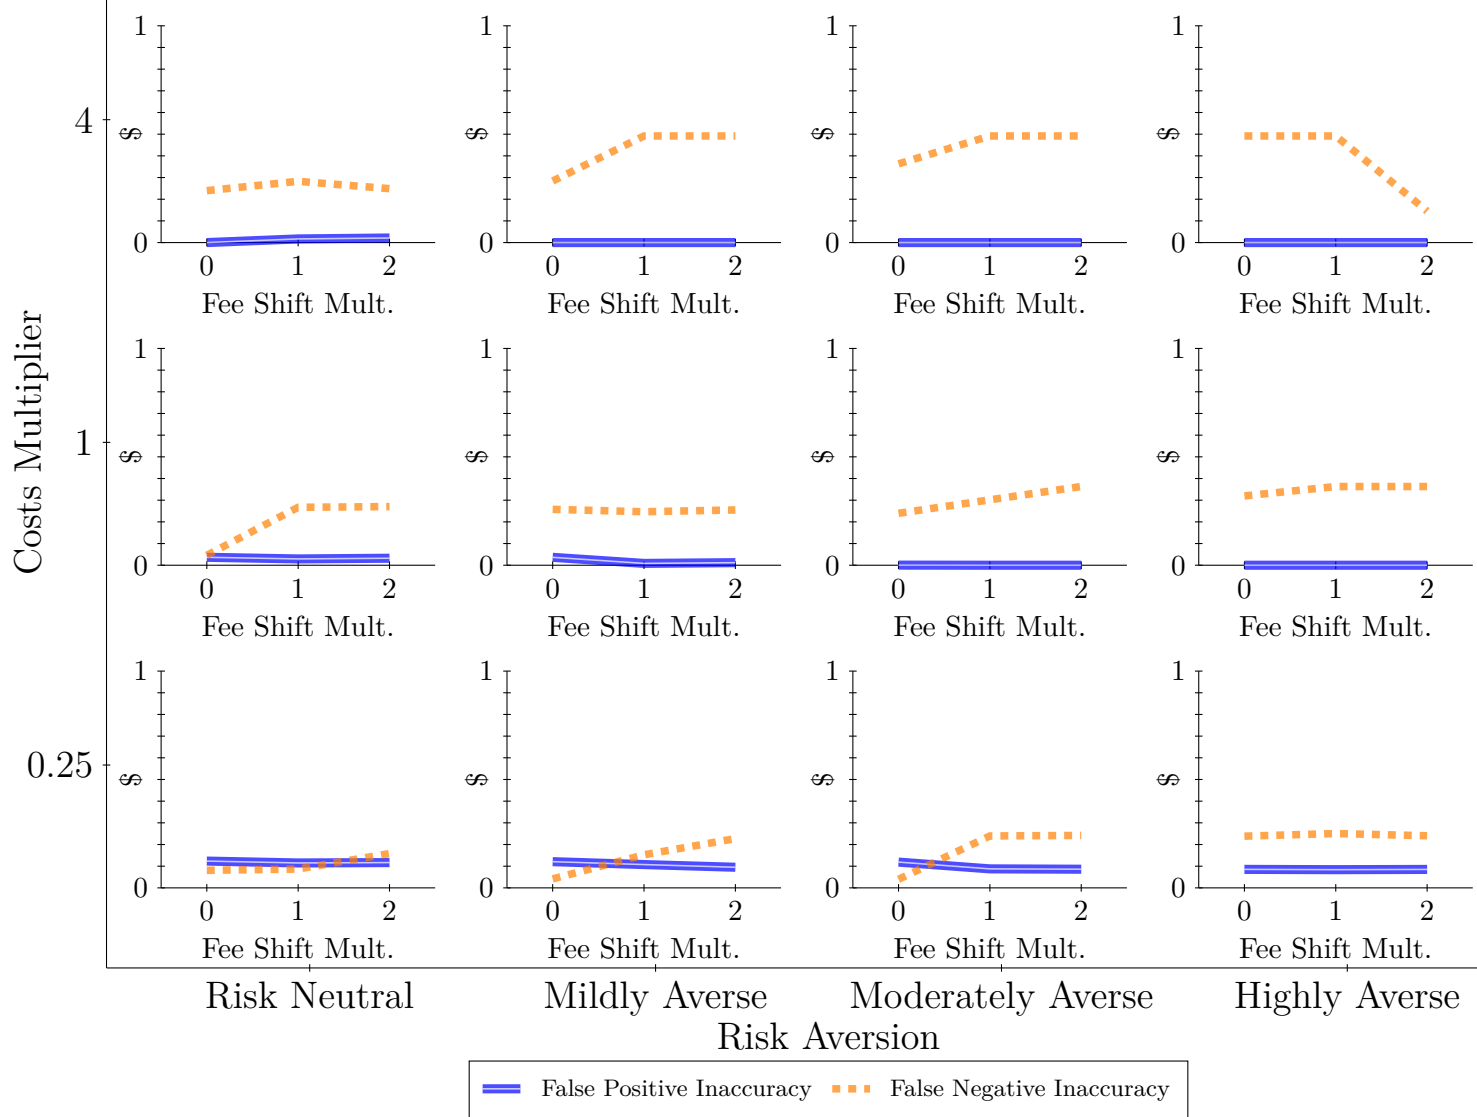 Costs Multiplier
4
1
0.25
1
$
0
0 1 2
Fee Shift Mult.
1
$
0
0 1 2
Fee Shift Mult.
1
$
0
0 1 2
Fee Shift Mult.
1
$
0
0 1 2
Fee Shift Mult.
1
$
0
0 1 2
Fee Shift Mult.
1
$
0
0 1 2
Fee Shift Mult.
1
$
0
0 1 2
Fee Shift Mult.
1
$
0
0 1 2
Fee Shift Mult.
1
$
0
0 1 2
Fee Shift Mult.
1
$
0
0 1 2
Fee Shift Mult.
1
$
0
0 1 2
Fee Shift Mult.
1
$
0
0 1 2
Fee Shift Mult.
Risk Neutral Mildly Averse Moderately Averse Highly Averse
Risk Aversion
False Positive Inaccuracy False Negative Inaccuracy